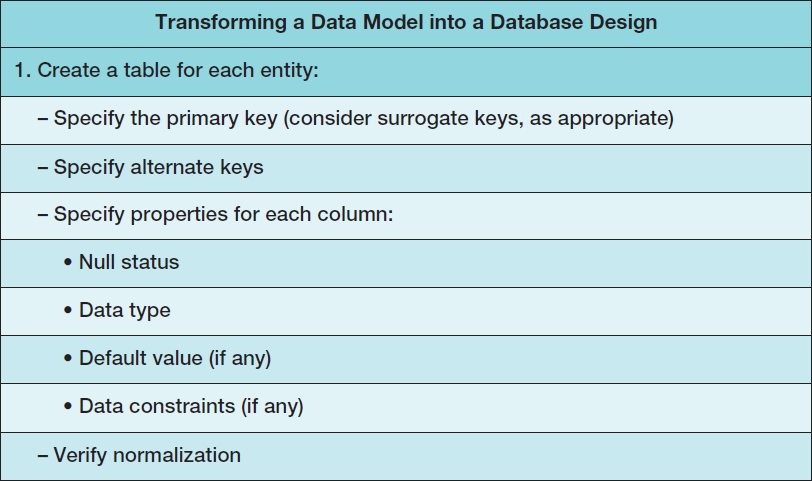 Transforming a Data Model into a Database Design
1. Create a table for each entity:
– Specify the primary key (consider surrogate keys, as appropriate)
– Specify alternate keys
– Specify properties for each column:
• Null status
• Data type
• Default value (if any)
• Data constraints (if any)
– Verify normalization